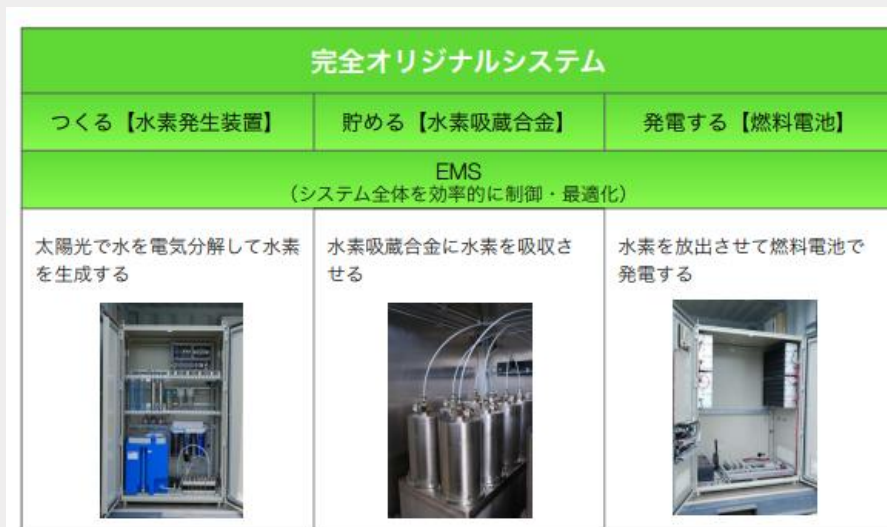 完全オリジナルシステム
つくる【水素発生装置】
貯める【水素吸蔵合金】
発電する【燃料電池】
EMS
（システム全体を効率的に制御・最適化）
太陽光で水を電気分解して水素
を生成する
水素吸蔵合金に水素を吸収さ
せる
水素を放出させて燃料電池で
発電する